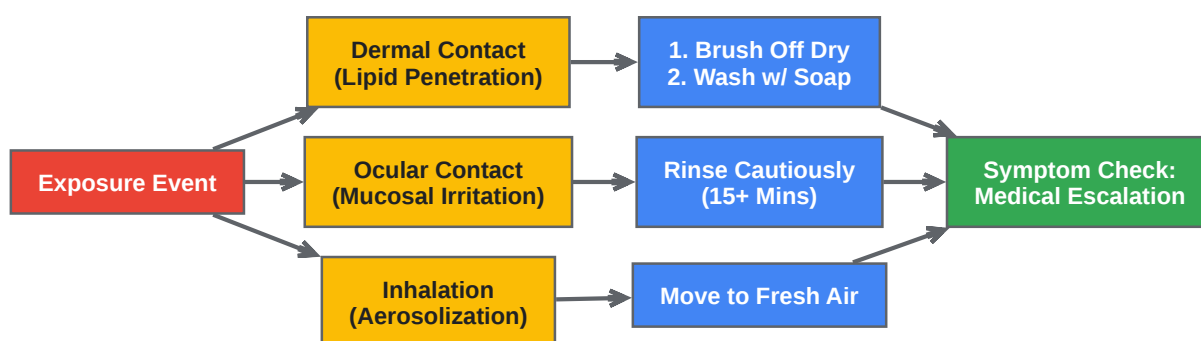 Exposure Event
Dermal Contact
(Lipid Penetration)
1. Brush Off Dry
2. Wash w/ Soap
Ocular Contact
(Mucosal Irritation)
Rinse Cautiously
(15+ Mins)
Inhalation
(Aerosolization)
Move to Fresh Air
Symptom Check:
Medical Escalation